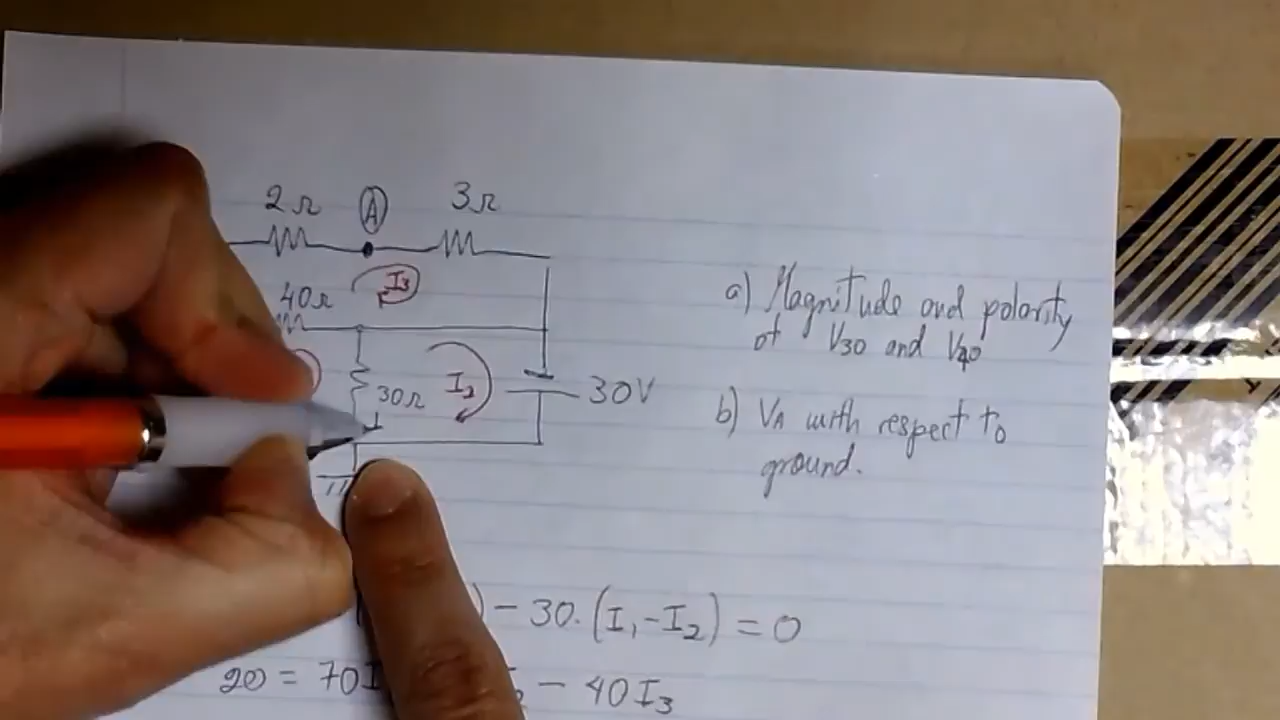 2Ω A 3Ω
I3
40Ω
a) Magnitude and polarity
of V30 and V40
30Ω I2 30V
b) VA with respect to
ground.
) - 30. (I1 - I2) = 0
20 = 70I - 40I3